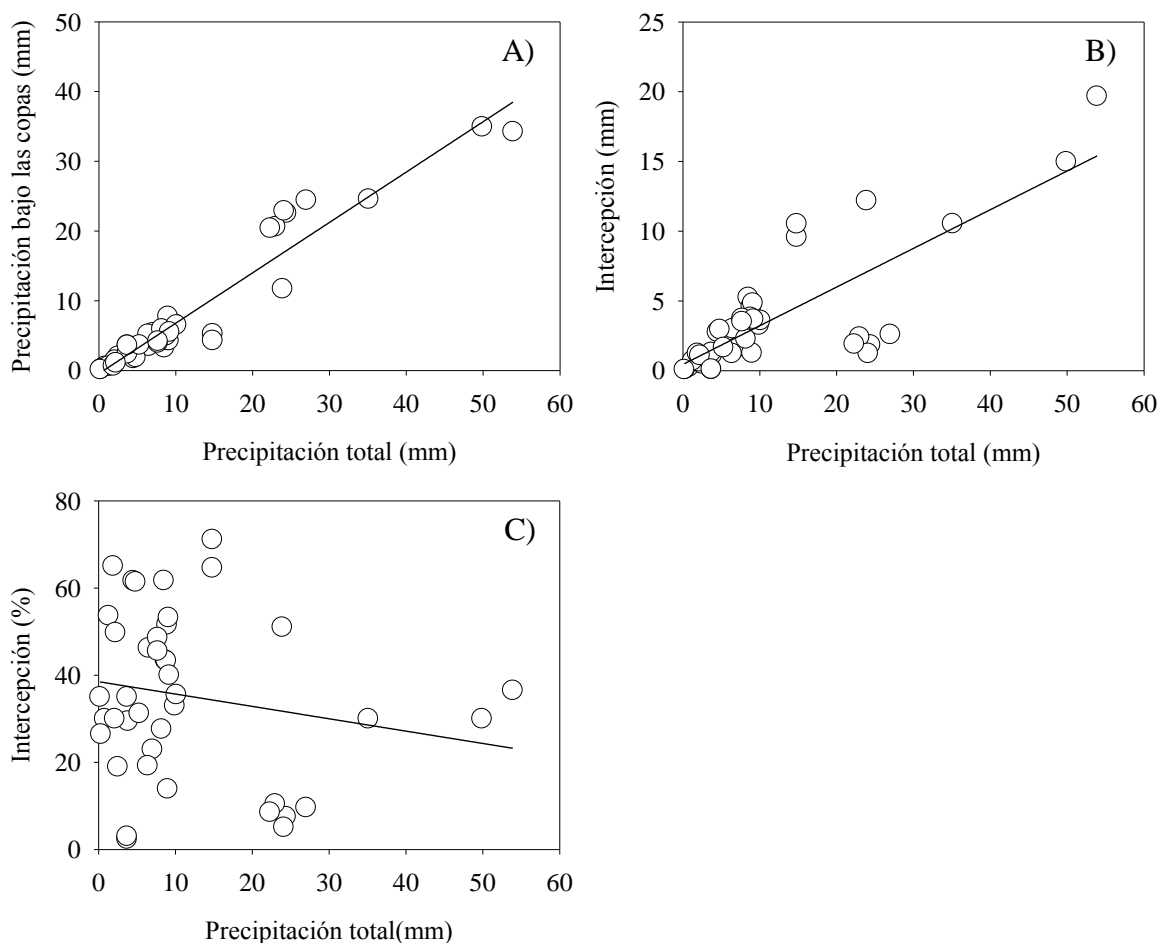 A)
Precipitación bajo las copas (mm)
50
40
30
20
10
0
0 10 20 30 40 50 60
Precipitación total (mm)
B)
Intercepción (mm)
25
20
15
10
5
0
0 10 20 30 40 50 60
Precipitación total (mm)
C)
Intercepción (%)
80
60
40
20
0
0 10 20 30 40 50 60
Precipitación total(mm)